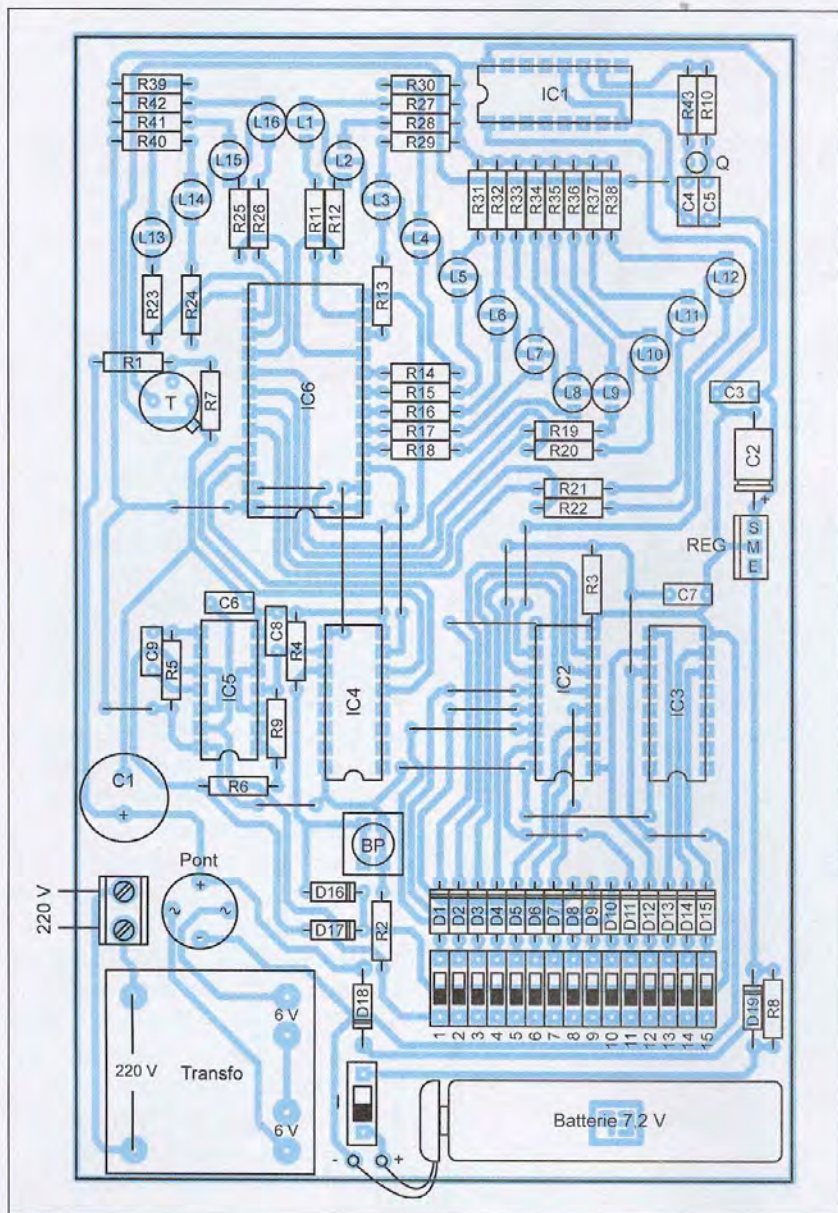 R39
R42
R41
R40
L16
L1
L15
L2
L14
L3
L13
L4
R30
R27
R28
R29
IC1
R43
R10
Q
C4
C5
R31
R32
R33
R34
R35
R36
R37
R38
R25
R26
R11
R12
R23
R24
R13
L5
L6
L7
L8
L9
L10
L11
L12
R1
T
R7
IC6
R14
R15
R16
R17
R18
R19
R20
R21
R22
C3
C2
+
REG
S
M
E
C6
C9
R5
IC5
C8
R4
IC4
R3
C7
IC2
IC3
R9
R6
C1
+
BP
Pont
+
~
~
-
220 V
D16
D17
R2
D18
D1
D2
D3
D4
D5
D6
D7
D8
D9
D10
D11
D12
D13
D14
D15
1
2
3
4
5
6
7
8
9
10
11
12
13
14
15
D19
R8
220 V
Transfo
6 V
6 V
I
- +
Batterie 7,2 V